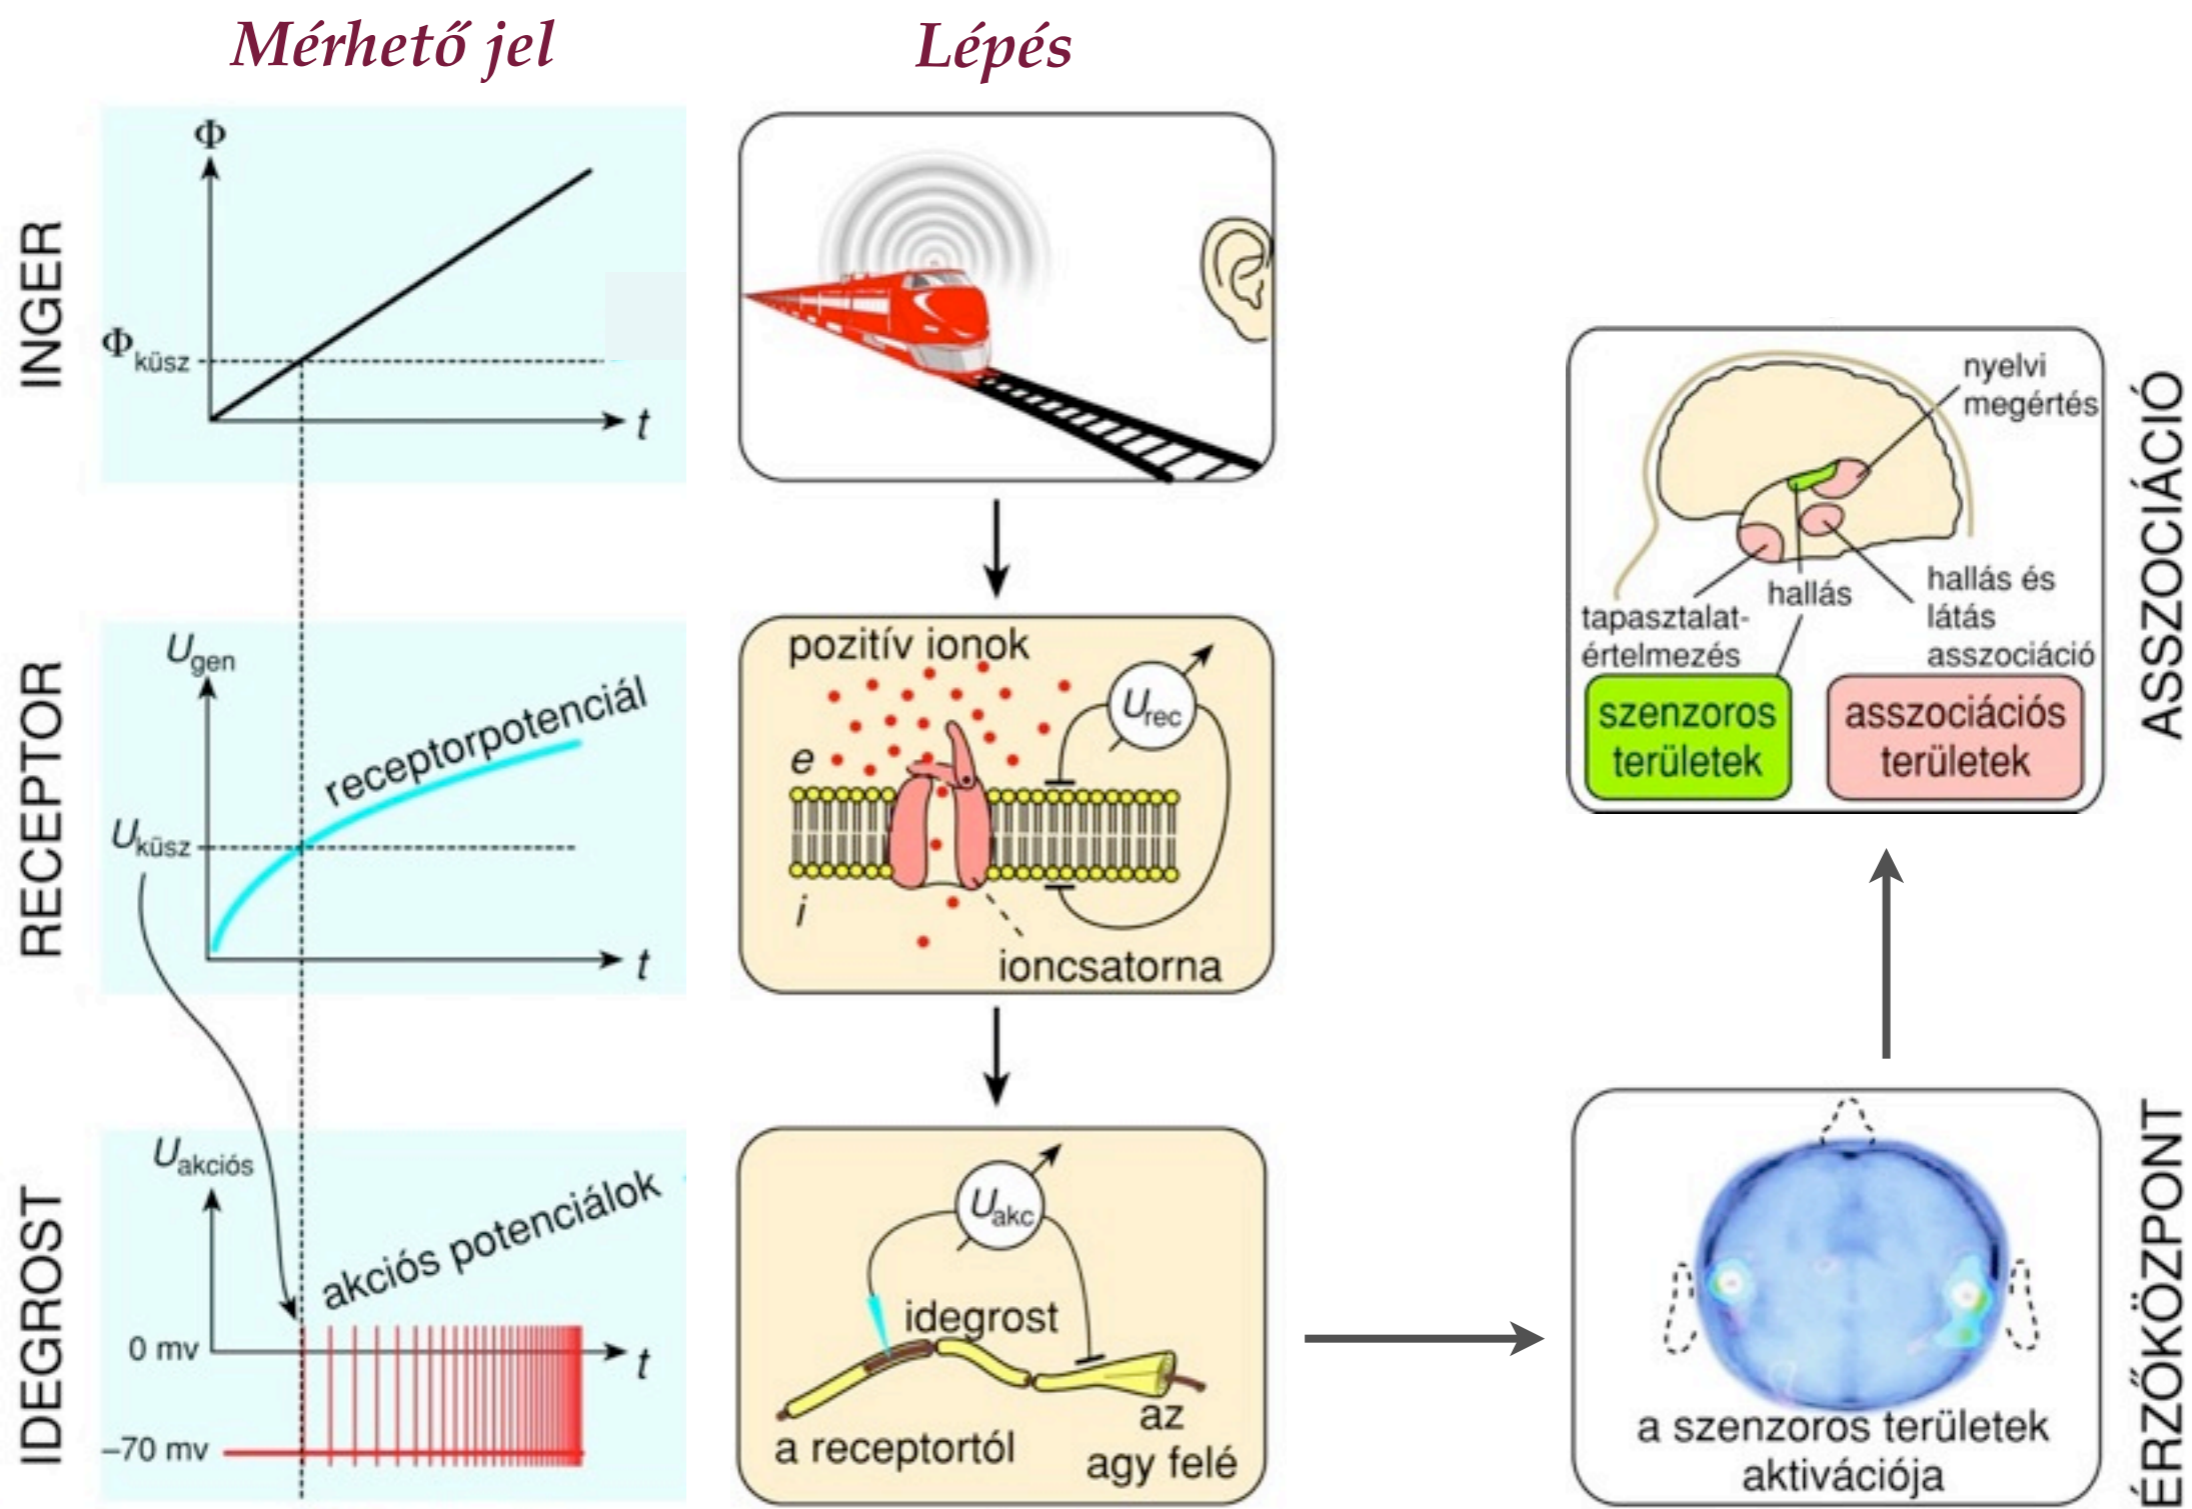 Mérhető jel
Lépés
INGER
Φ
Φküsz
t
RECEPTOR
Ugen
receptorpotenciál
Uküsz
t
pozitív ionok
Urec
e
i
ioncsatorna
IDEGROST
Uakciós
akciós potenciálok
0 mv
t
–70 mv
Uakc
idegrost
a receptortól
az
agy felé
ÉRZŐKÖZPONT
a szenzoros területek
aktivációja
ASSZOCIÁCIÓ
nyelvi
megértés
hallás
tapasztalat-
értelmezés
hallás és
látás
asszociáció
szenzoros
területek
asszociációs
területek